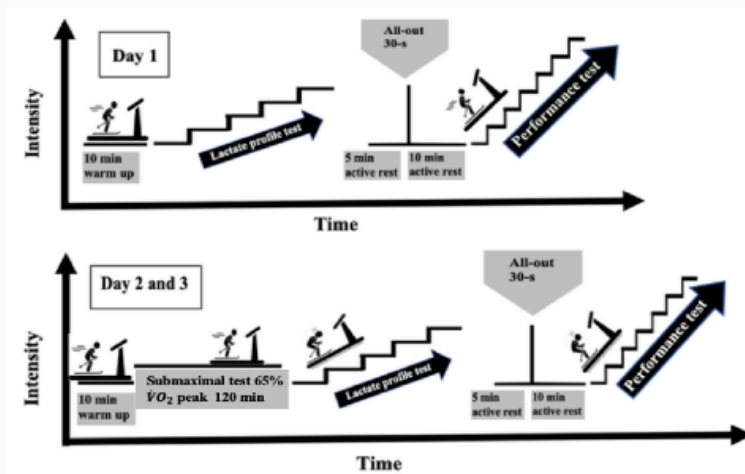 Day 1
Intensity
10 min
warm up
Lactate profile test
All-out
30-s
5 min
active rest
10 min
active rest
Performance test
Time
Day 2 and 3
Intensity
10 min
warm up
Submaximal test 65%
V̇O₂ peak 120 min
Lactate profile test
All-out
30-s
5 min
active rest
10 min
active rest
Performance test
Time